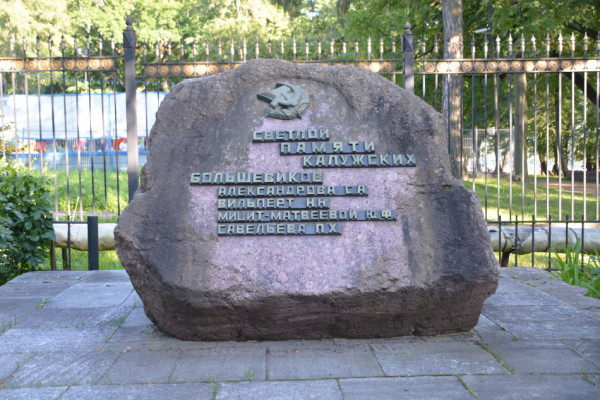 СВЕТЛОЙ
ПАМЯТИ
КАЛУЖСКИХ
БОЛЬШЕВИКОВ
АЛЕКСАНДРОВА С.А.
ВИЛЬПЕРТ Н.Н.
МИЦИТ-МАТВЕЕВОЙ Ю.Ф.
САВЕЛЬЕВА П.Х.